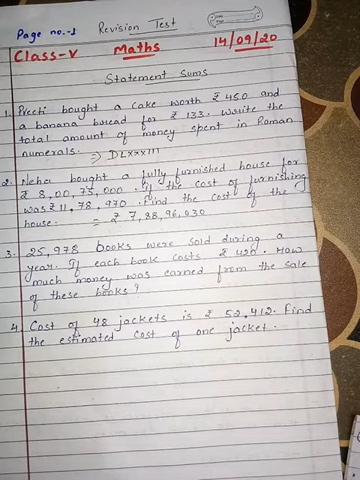 Page no.-1 Revision Test
Class-V Maths 14/09/20
Statement Sums
1. Preeti bought a cake worth ₹ 450 and
a banana bread for ₹ 133. Write the
total amount of money spent in Roman
numerals. ⇒ DLXXXIII
2. Neha bought a fully furnished house for
₹ 8,00,75,000. If the cost of furnishing
was ₹ 11,78,970. Find the cost of the
house. = ₹ 7,88,96,030
3. 25,978 books were sold during a
year. If each book costs ₹ 420. How
much money was earned from the sale
of these books?
4. Cost of 48 jackets is ₹ 52,412. Find
the estimated cost of one jacket.